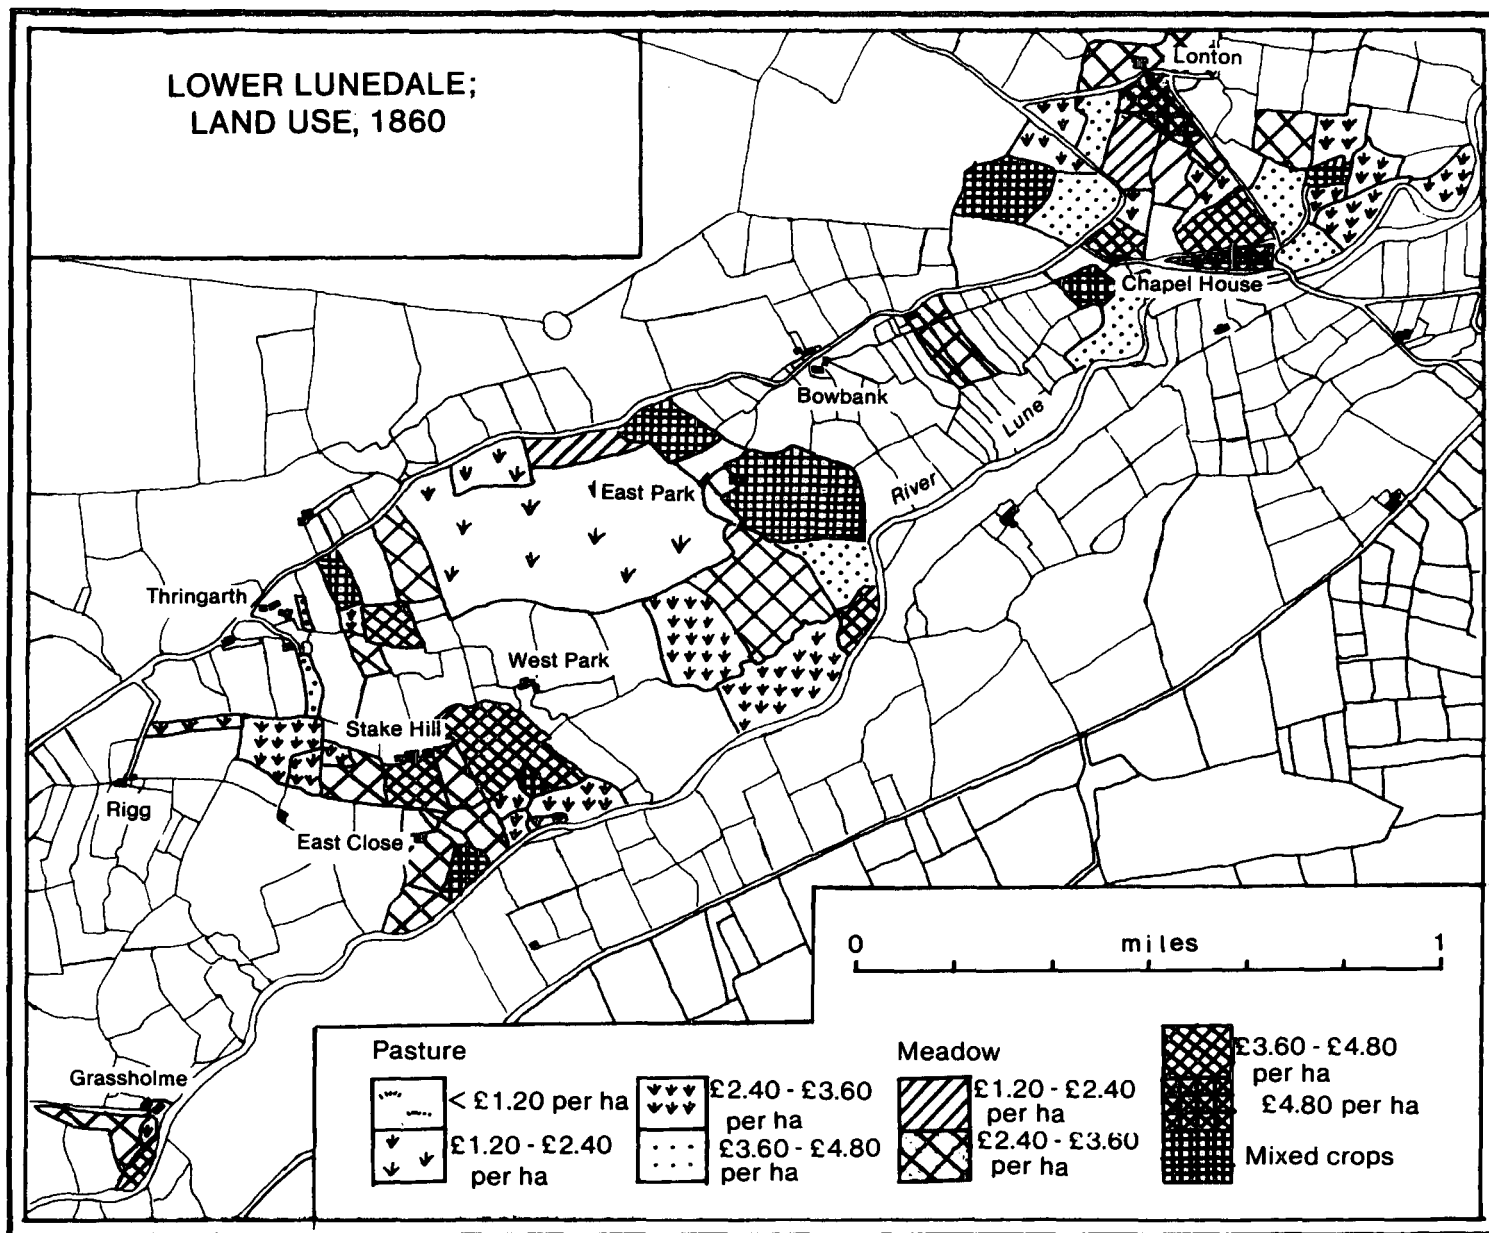 LOWER LUNEDALE;
LAND USE, 1860
Lonton
Chapel House
Bowbank
Lune
River
East Park
Thringarth
West Park
Stake Hill
Rigg
East Close
Grassholme
0 miles 1
Pasture
< £1.20 per ha
£1.20 - £2.40
per ha
£2.40 - £3.60
per ha
£3.60 - £4.80
per ha
Meadow
£1.20 - £2.40
per ha
£2.40 - £3.60
per ha
£3.60 - £4.80
per ha
£4.80 per ha
Mixed crops